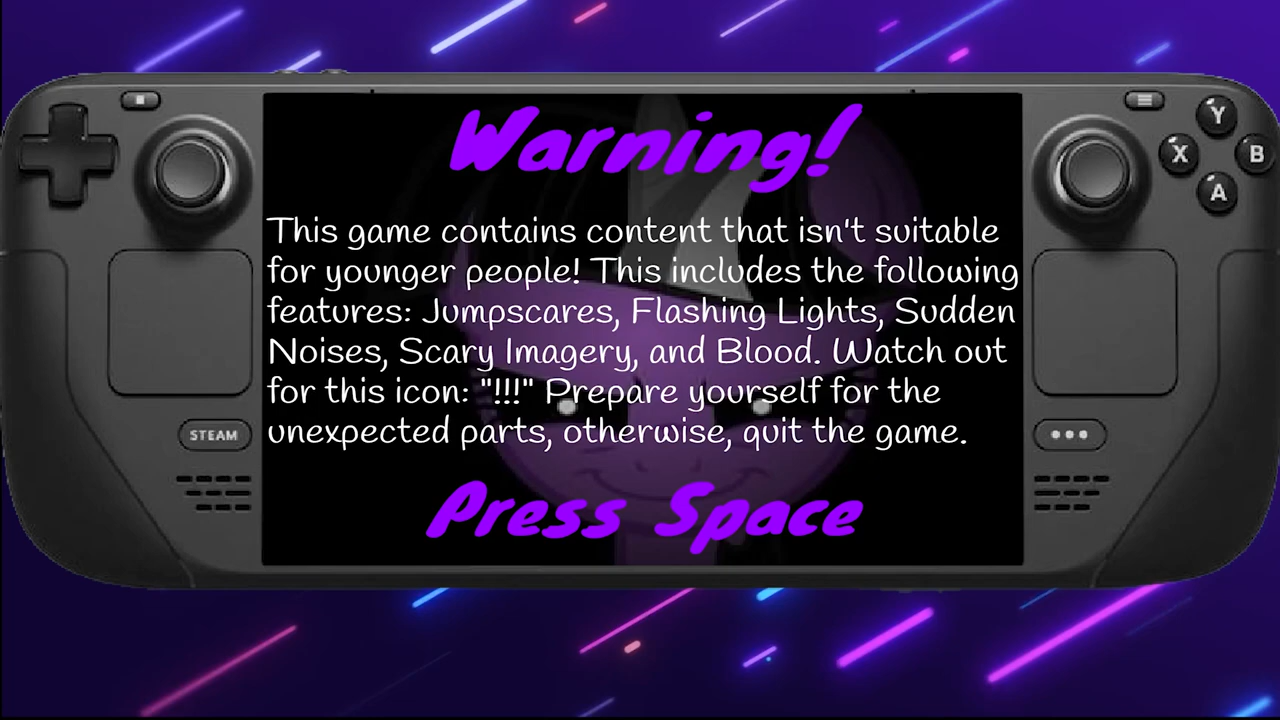 Warning!
Y
X
B
A
This game contains content that isn't suitable
for younger people! This includes the following
features: Jumpscares, Flashing Lights, Sudden
Noises, Scary Imagery, and Blood. Watch out
for this icon: "!!!" Prepare yourself for the
unexpected parts, otherwise, quit the game.
STEAM
Press Space